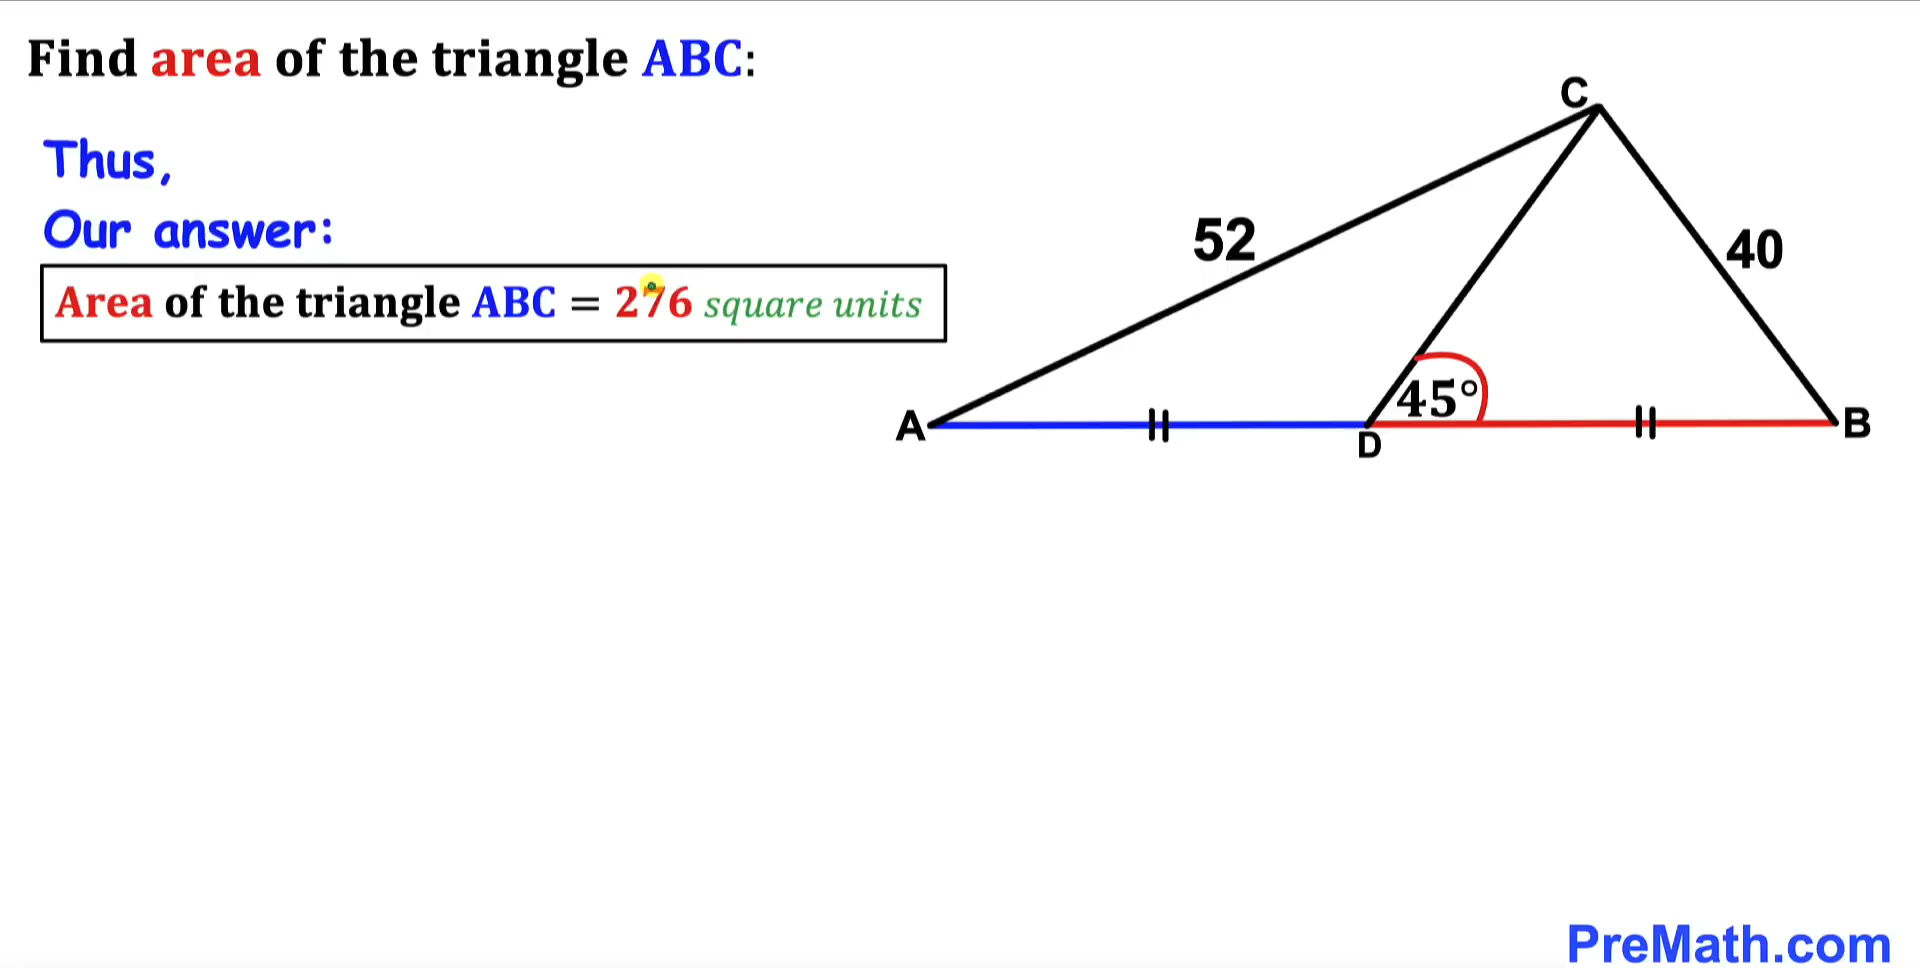 Find area of the triangle ABC:
Thus,
Our answer:
Area of the triangle ABC = 276 square units
C
52
40
45°
A
D
B
PreMath.com